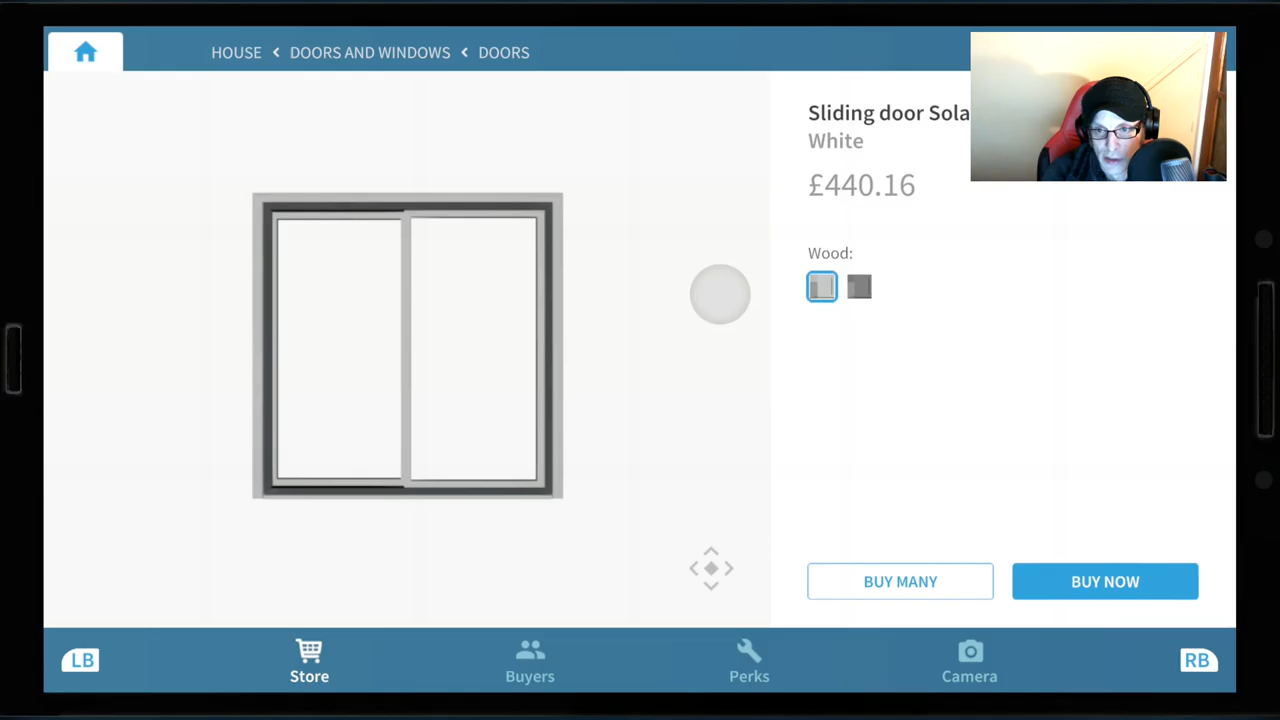 HOUSE < DOORS AND WINDOWS < DOORS
Sliding door Sola
White
£440.16
Wood:
BUY MANY
BUY NOW
LB
Store
Buyers
Perks
Camera
RB